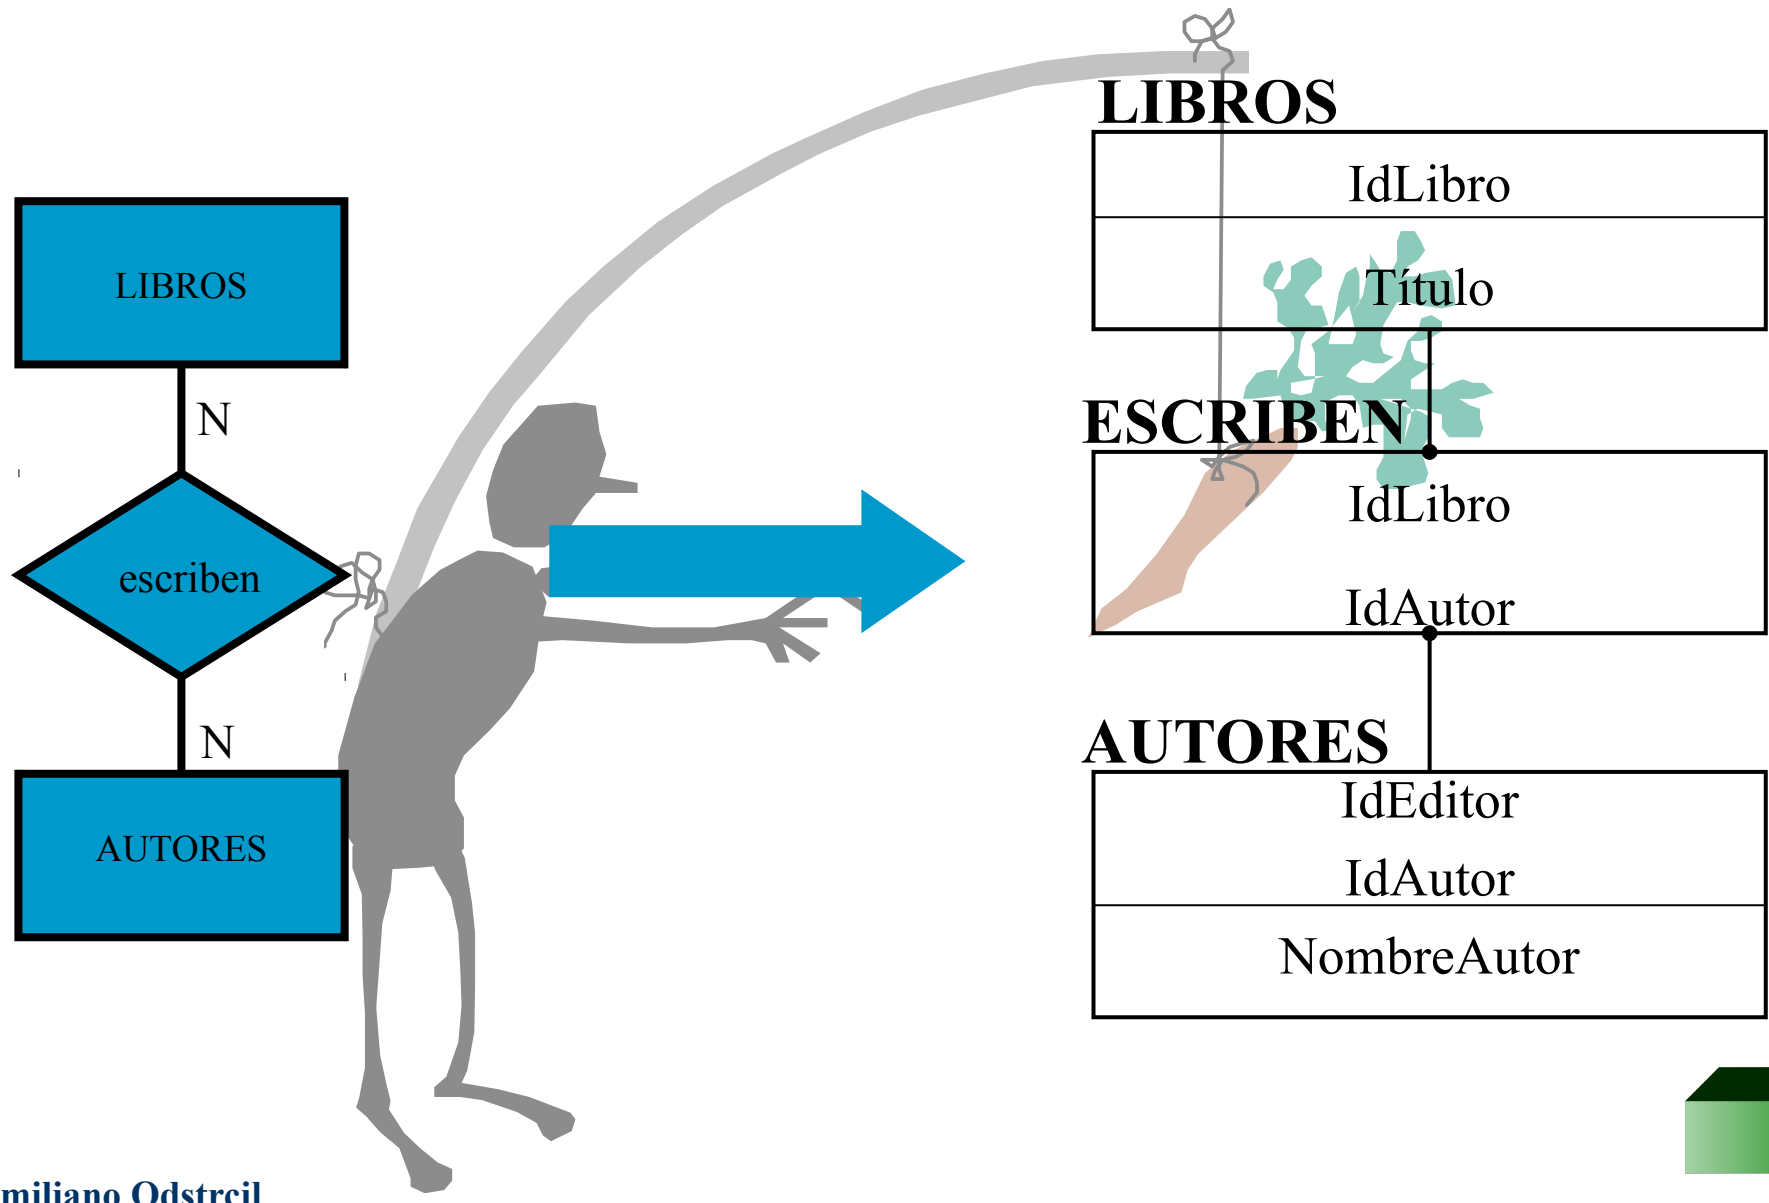 LIBROS
N
escriben
N
AUTORES
LIBROS
IdLibro
Título
ESCRIBEN
IdLibro
IdAutor
AUTORES
IdEditor
IdAutor
NombreAutor
miliano Odstrcil